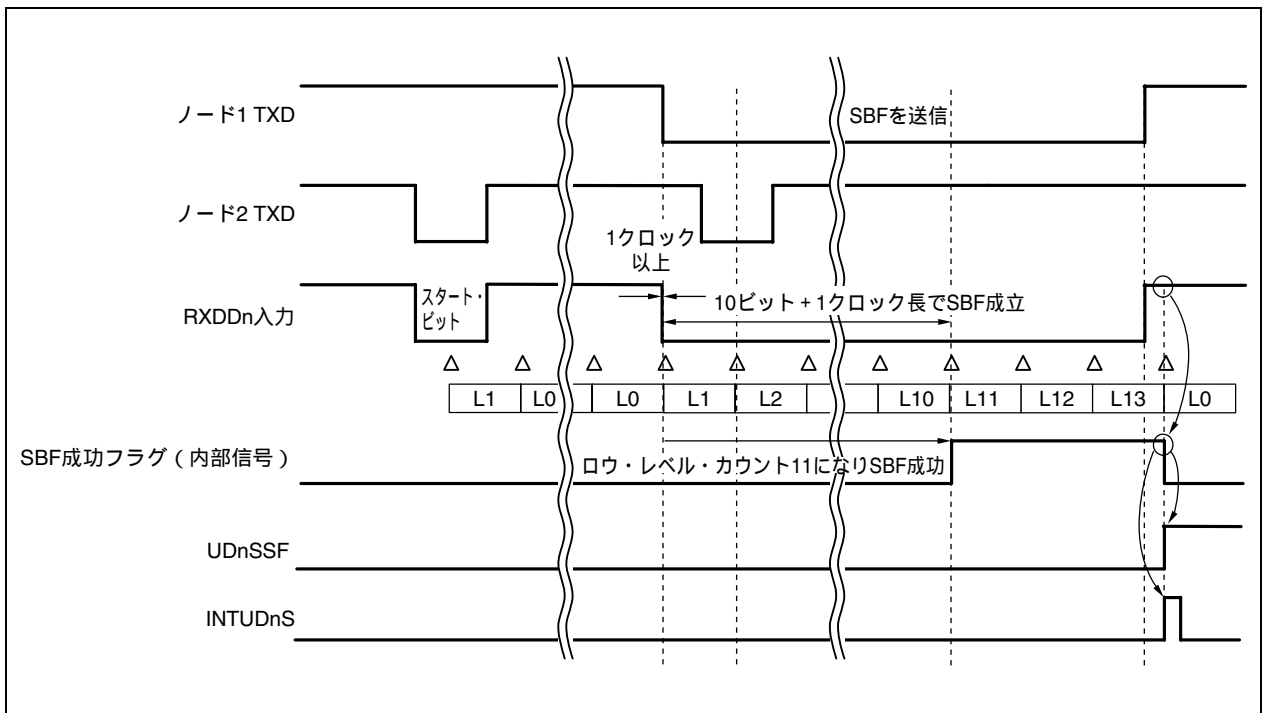 ノード1 TXD
SBFを送信
ノード2 TXD
1クロック
以上
スタート・
ビット
RXDDn入力
10ビット+1クロック長でSBF成立
L1 L0 L0 L1 L2 L10 L11 L12 L13 L0
SBF成功フラグ(内部信号)
ロウ・レベル・カウント11になりSBF成功
UDnSSF
INTUDnS